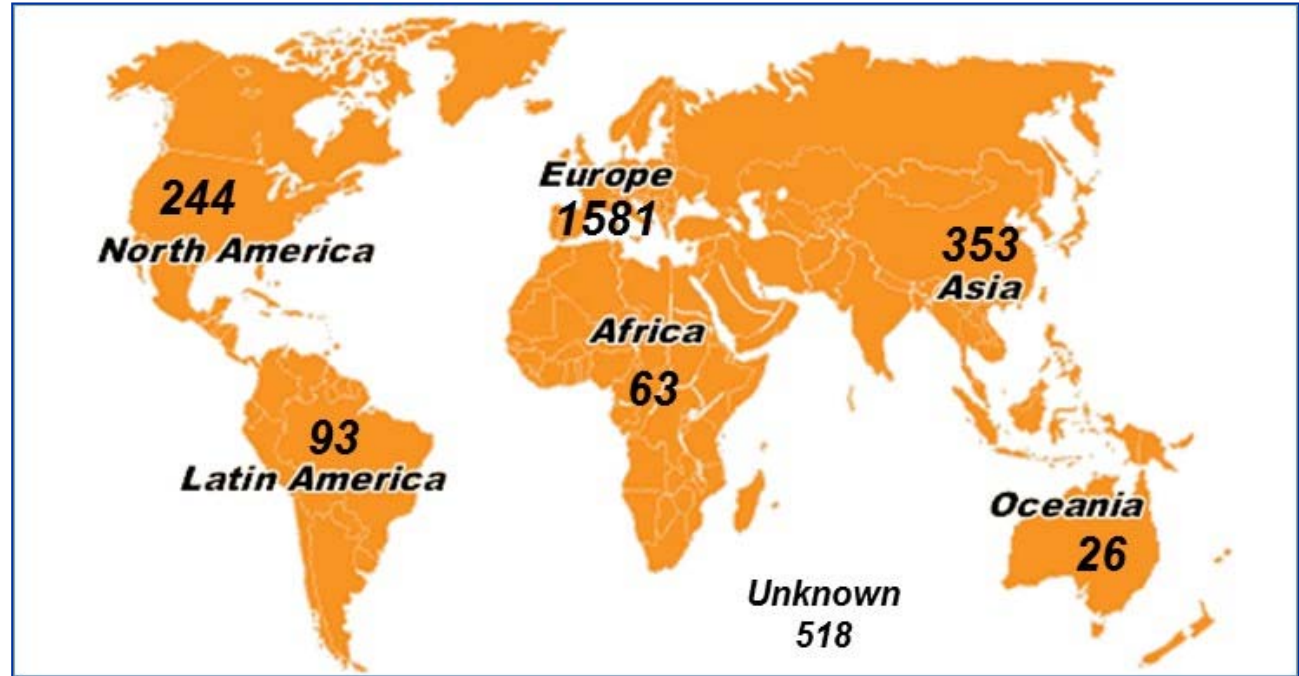 Europe
1581
244
North America
353
Asia
Africa
63
93
Latin America
Oceania
26
Unknown
518